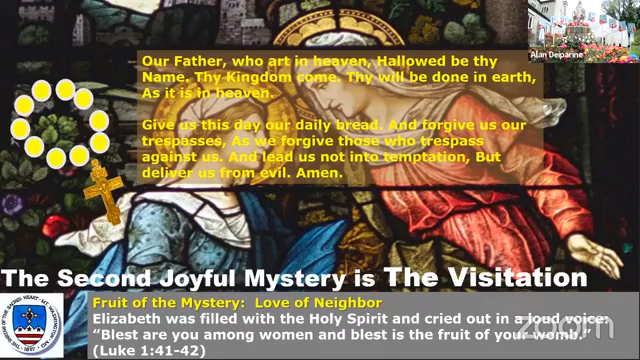 Alan Deiparine
Our Father, who art in heaven, Hallowed be thy
Name. Thy Kingdom come. Thy will be done in earth,
As it is in heaven.
Give us this day our daily bread. And forgive us our
trespasses, As we forgive those who trespass
against us. And lead us not into temptation, But
deliver us from evil. Amen.
The Second Joyful Mystery is The Visitation
Fruit of the Mystery: Love of Neighbor
Elizabeth was filled with the Holy Spirit and cried out in a loud voice:
“Blest are you among women and blest is the fruit of your womb.”
(Luke 1:41-42)
zoom